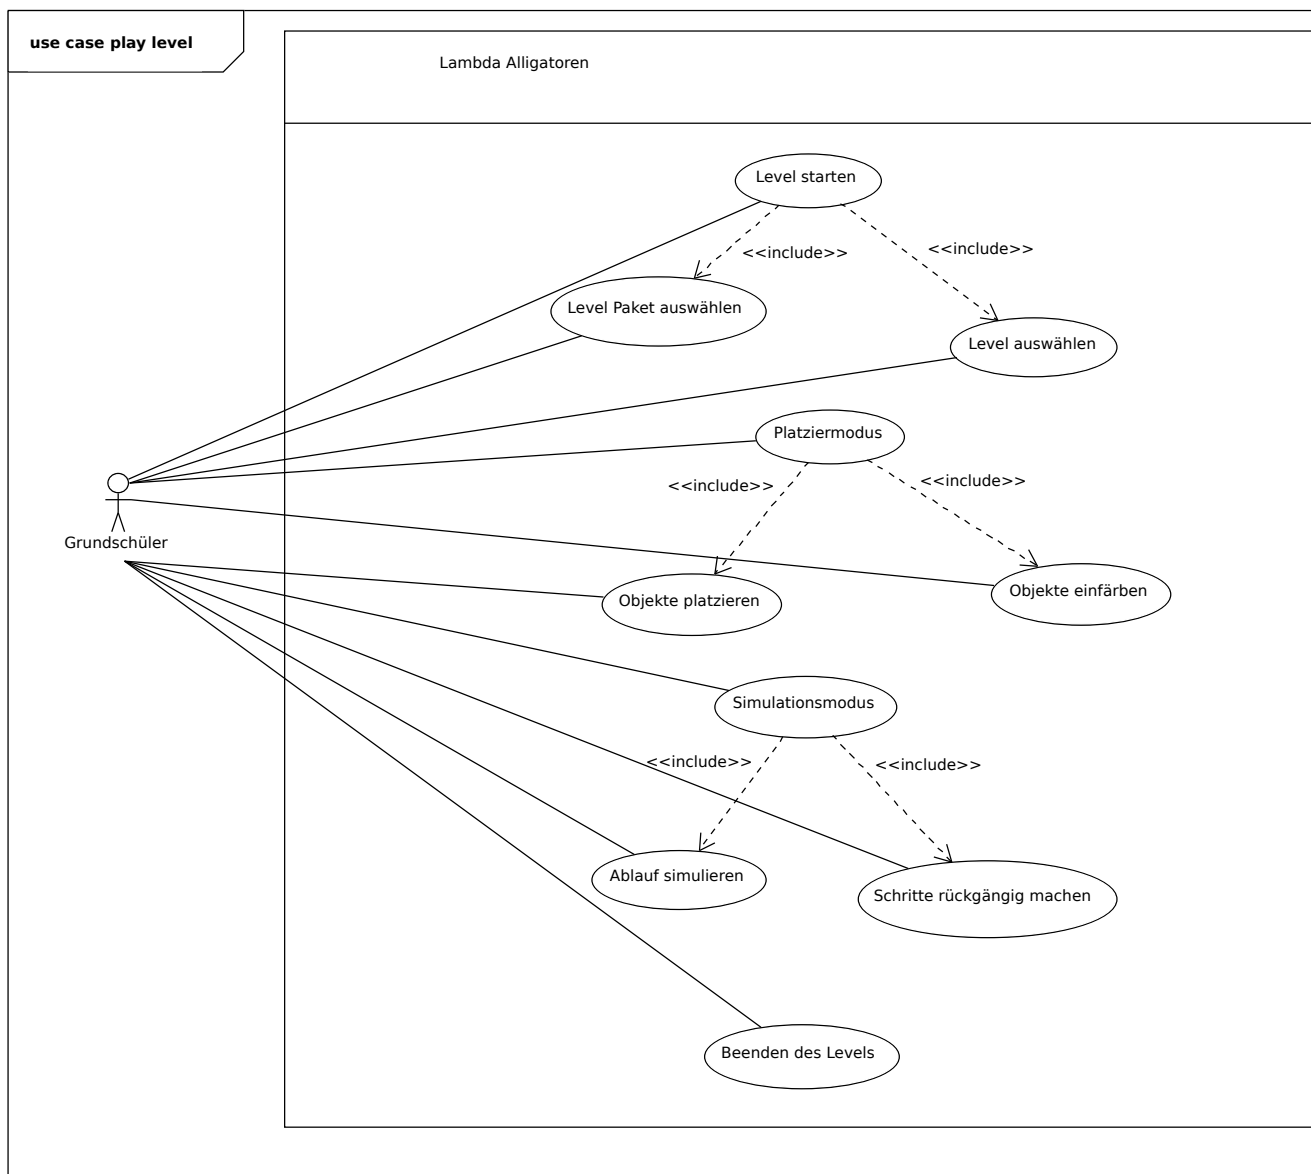 use case play level
Lambda Alligatoren
Level starten
<<include>>
<<include>>
Level Paket auswählen
Level auswählen
Platziermodus
<<include>>
<<include>>
Grundschüler
Objekte platzieren
Objekte einfärben
Simulationsmodus
<<include>>
<<include>>
Ablauf simulieren
Schritte rückgängig machen
Beenden des Levels